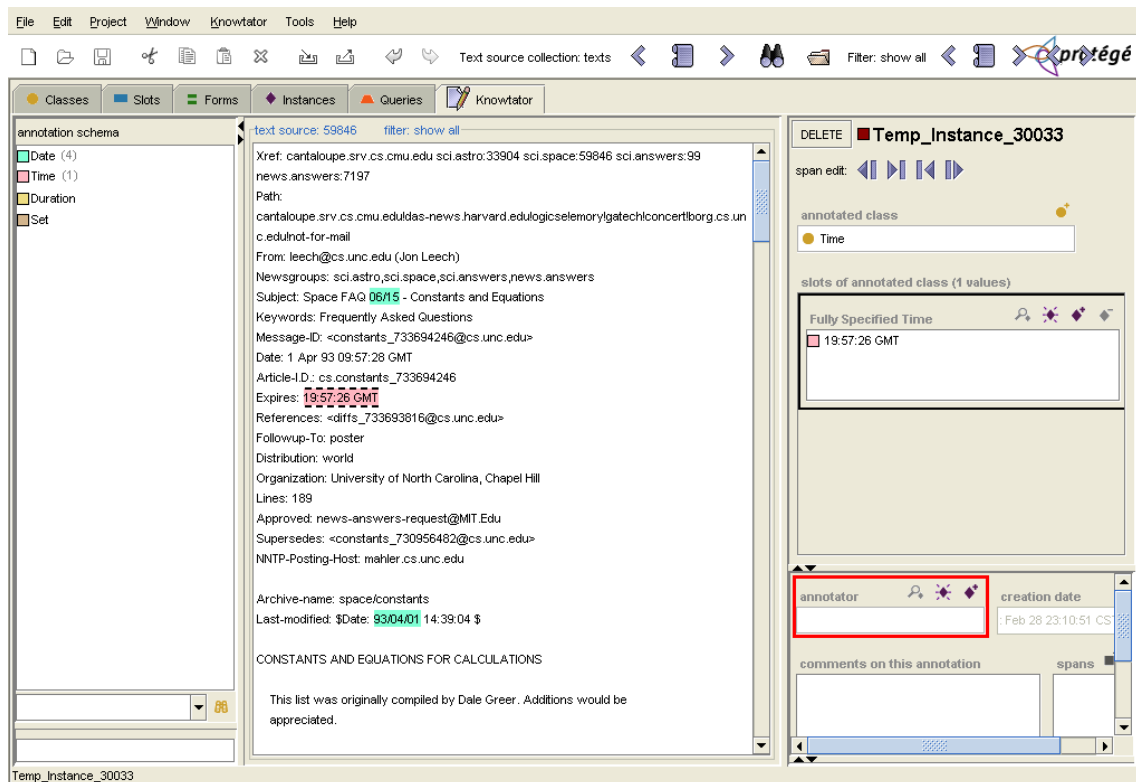 File Edit Project Window Knowtator Tools Help
Text source collection: texts Filter: show all protégé
Classes Slots Forms Instances Queries Knowtator
annotation schema
Date (4)
Time (1)
Duration
Set
text source: 59846 filter: show all
Xref: cantaloupe.srv.cs.cmu.edu sci.astro:33904 sci.space:59846 sci.answers:99
news.answers:7197
Path:
cantaloupe.srv.cs.cmu.edu!das-news.harvard.edu!ogicse!emory!gatech!concert!borg.cs.un
c.edu!not-for-mail
From: leech@cs.unc.edu (Jon Leech)
Newsgroups: sci.astro,sci.space,sci.answers,news.answers
Subject: Space FAQ 06/15 - Constants and Equations
Keywords: Frequently Asked Questions
Message-ID: <constants_733694246@cs.unc.edu>
Date: 1 Apr 93 09:57:28 GMT
Article-I.D.: cs.constants_733694246
Expires: 19:57:26 GMT
References: <diffs_733693816@cs.unc.edu>
Followup-To: poster
Distribution: world
Organization: University of North Carolina, Chapel Hill
Lines: 189
Approved: news-answers-request@MIT.Edu
Supersedes: <constants_730956482@cs.unc.edu>
NNTP-Posting-Host: mahler.cs.unc.edu
Archive-name: space/constants
Last-modified: $Date: 93/04/01 14:39:04 $
CONSTANTS AND EQUATIONS FOR CALCULATIONS
This list was originally compiled by Dale Greer. Additions would be
appreciated.
DELETE Temp_Instance_30033
span edit:
annotated class
Time
slots of annotated class (1 values)
Fully Specified Time
19:57:26 GMT
annotator
creation date
: Feb 28 23:10:51 CS
comments on this annotation
spans
Temp_Instance_30033